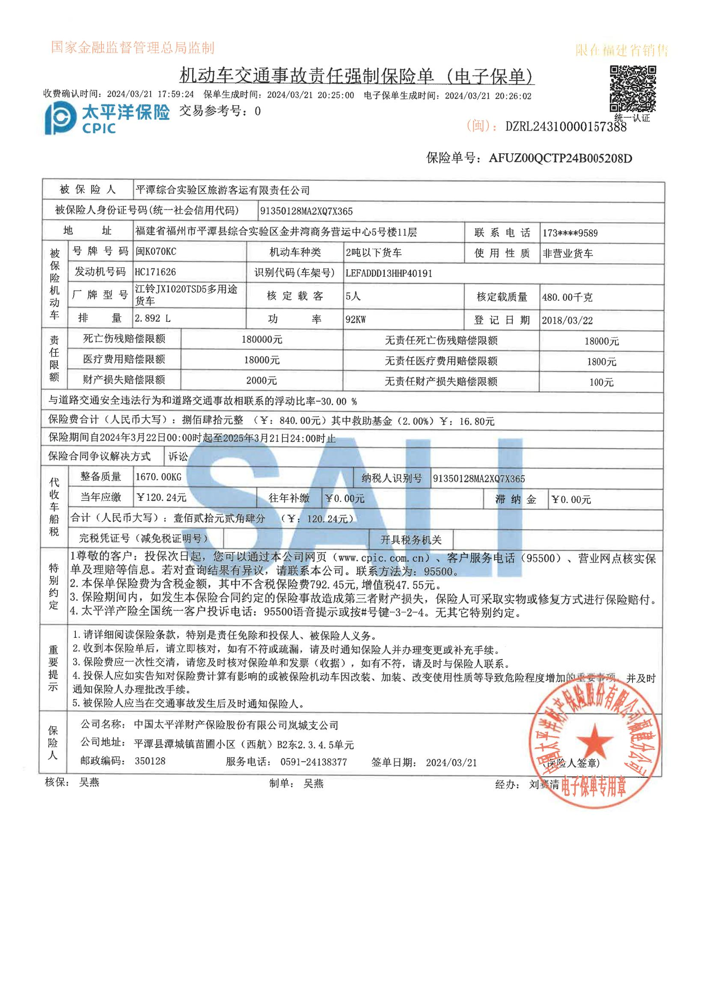 国家金融监督管理总局监制
限在福建省销售
机动车交通事故责任强制保险单（电子保单）
收费确认时间：2024/03/21 17:59:24 保单生成时间：2024/03/21 20:25:00 电子保单生成时间：2024/03/21 20:26:02
太平洋保险 交易参考号：0
CPIC
统一认证
（闽）：DZRL24310000157388
保险单号：AFUZ00QCTP24B005208D
被保险人 平潭综合实验区旅游客运有限责任公司
被保险人身份证号码(统一社会信用代码) 91350128MA2XQ7X365
地址 福建省福州市平潭县综合实验区金井湾商务营运中心5号楼11层 联系电话 173****9589
被保险机动车
号牌号码 闽K070KC 机动车种类 2吨以下货车 使用性质 非营业货车
发动机号码 HC171626 识别代码(车架号) LEFADDD13HHP40191
厂牌型号 江铃JX1020TSD5多用途货车 核定载客 5人 核定载质量 480.00千克
排量 2.892 L 功率 92KW 登记日期 2018/03/22
责任限额
死亡伤残赔偿限额 180000元 无责任死亡伤残赔偿限额 18000元
医疗费用赔偿限额 18000元 无责任医疗费用赔偿限额 1800元
财产损失赔偿限额 2000元 无责任财产损失赔偿限额 100元
与道路交通安全违法行为和道路交通事故相联系的浮动比率-30.00 %
保险费合计（人民币大写）：捌佰肆拾元整 （￥：840.00元）其中救助基金（2.00%）￥：16.80元
保险期间自2024年3月22日00:00时起至2025年3月21日24:00时止
保险合同争议解决方式 诉讼
代收车船税
整备质量 1670.00KG 纳税人识别号 91350128MA2XQ7X365
当年应缴 ￥120.24元 往年补缴 ￥0.00元 滞纳金 ￥0.00元
合计（人民币大写）：壹佰贰拾元贰角肆分 （￥：120.24元）
完税凭证号（减免税证明号） 开具税务机关
SALI
特别约定
1尊敬的客户：投保次日起，您可以通过本公司网页（www.cpic.com.cn）、客户服务电话（95500）、营业网点核实保
单及理赔等信息。若对查询结果有异议，请联系本公司。联系方法为：95500。
2.本保单保险费为含税金额，其中不含税保险费792.45元,增值税47.55元。
3.保险期间内，如发生本保险合同约定的保险事故造成第三者财产损失，保险人可采取实物或修复方式进行保险赔付。
4.太平洋产险全国统一客户投诉电话：95500语音提示或按#号键-3-2-4。无其它特别约定。
重要提示
1.请详细阅读保险条款，特别是责任免除和投保人、被保险人义务。
2.收到本保险单后，请立即核对，如有不符或疏漏，请及时通知保险人并办理变更或补充手续。
3.保险费应一次性交清，请您及时核对保险单和发票（收据），如有不符，请及时与保险人联系。
4.投保人应如实告知对保险费计算有影响的或被保险机动车因改装、加装、改变使用性质等导致危险程度增加的重要事项，并及时
通知保险人办理批改手续。
5.被保险人应当在交通事故发生后及时通知保险人。
保险人
公司名称：中国太平洋财产保险股份有限公司岚城支公司
公司地址：平潭县潭城镇苗圃小区（西航）B2东2.3.4.5单元
邮政编码：350128 服务电话：0591-24138377 签单日期：2024/03/21 (保险人签章)
核保：吴燕 制单：吴燕 经办：刘赛清
中国太平洋财产保险股份有限公司福建分公司
电子保单专用章